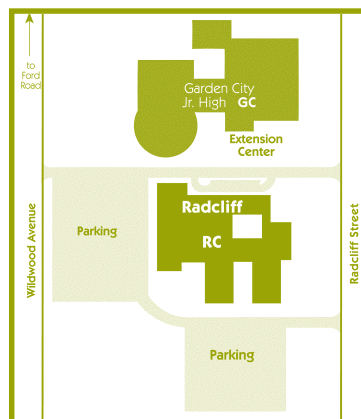 to
Ford
Road
Garden City
Jr. High GC
Extension
Center
Radcliff
RC
Parking
Wildwood Avenue
Radcliff Street
Parking